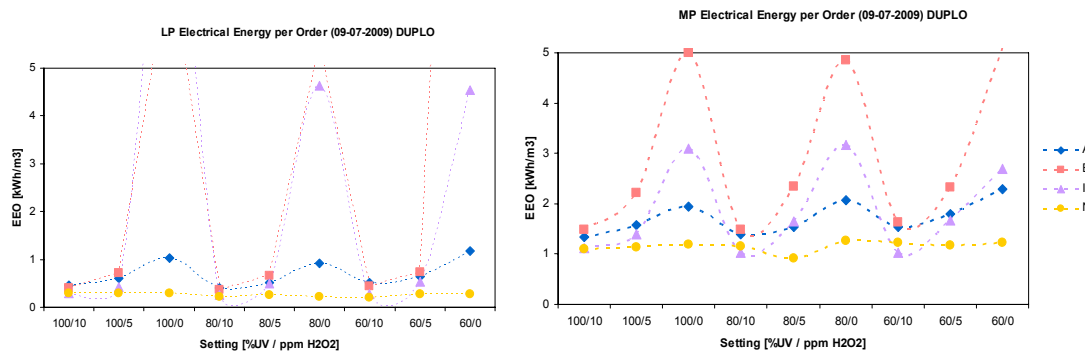 LP Electrical Energy per Order (09-07-2009) DUPLO
5
4
3
2
1
0
EEO [kWh/m3]
100/10 100/5 100/0 80/10 80/5 80/0 60/10 60/5 60/0
Setting [%UV / ppm H2O2]
MP Electrical Energy per Order (09-07-2009) DUPLO
5
4
3
2
1
0
EEO [kWh/m3]
100/10 100/5 100/0 80/10 80/5 80/0 60/10 60/5 60/0
Setting [%UV / ppm H2O2]
A